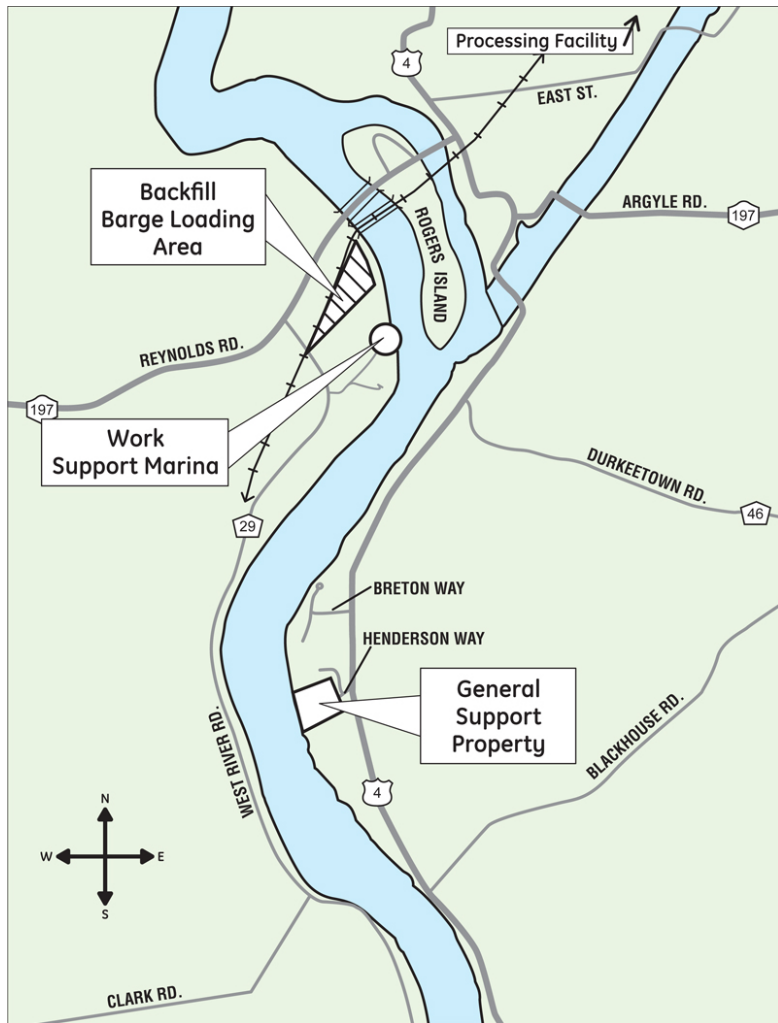 Processing Facility
4
EAST ST.
Backfill
Barge Loading
Area
ARGYLE RD.
197
ROGERS ISLAND
REYNOLDS RD.
197
Work
Support Marina
DURKEETOWN RD.
46
29
BRETON WAY
HENDERSON WAY
General
Support
Property
BLACKHOUSE RD.
WEST RIVER RD.
4
N
W
E
S
CLARK RD.